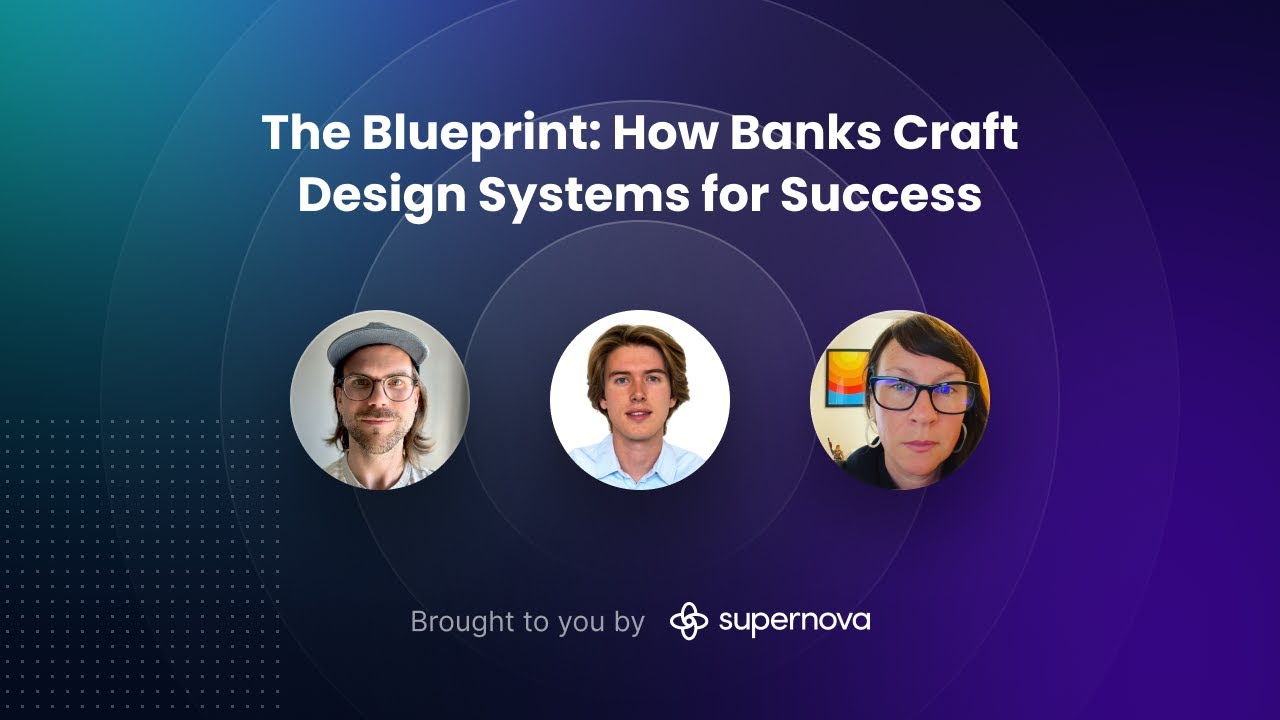 The Blueprint: How Banks Craft
Design Systems for Success
Brought to you by supernova